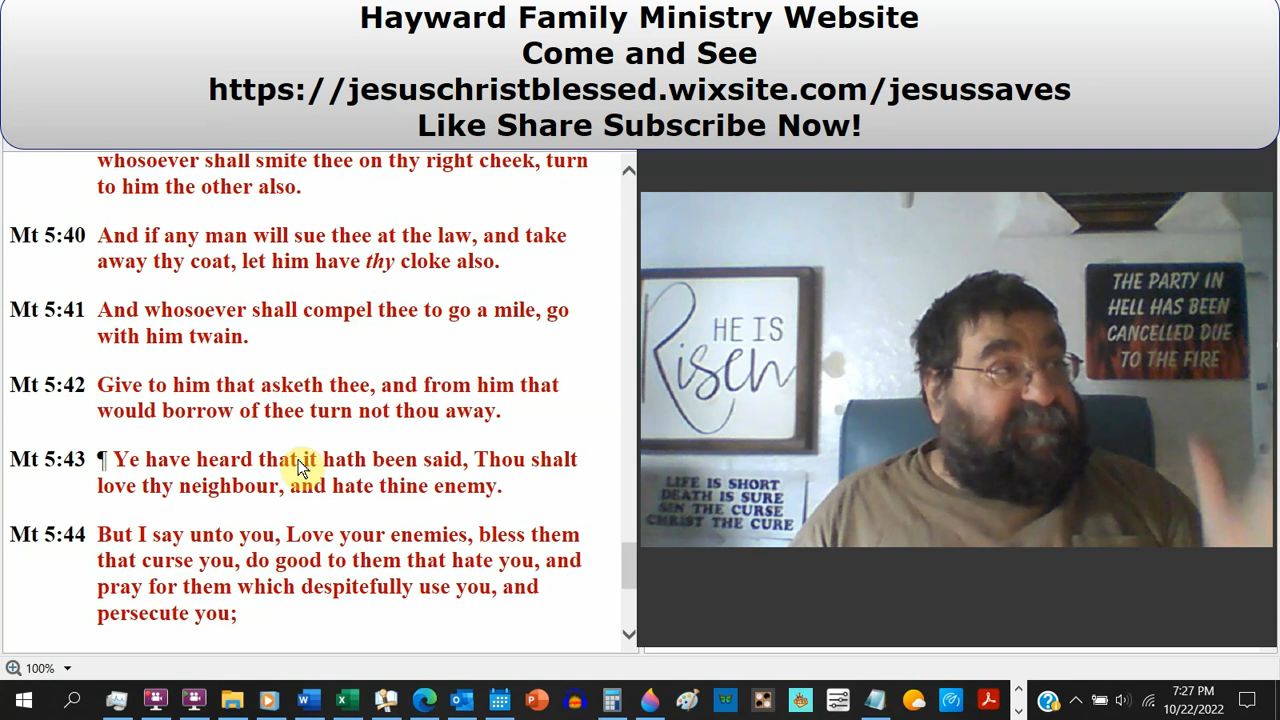 Hayward Family Ministry Website
Come and See
https://jesuschristblessed.wixsite.com/jesussaves
Like Share Subscribe Now!
whosoever shall smite thee on thy right cheek, turn
to him the other also.
Mt 5:40 And if any man will sue thee at the law, and take
away thy coat, let him have thy cloke also.
Mt 5:41 And whosoever shall compel thee to go a mile, go
with him twain.
Mt 5:42 Give to him that asketh thee, and from him that
would borrow of thee turn not thou away.
Mt 5:43 ¶ Ye have heard that it hath been said, Thou shalt
love thy neighbour, and hate thine enemy.
Mt 5:44 But I say unto you, Love your enemies, bless them
that curse you, do good to them that hate you, and
pray for them which despitefully use you, and
persecute you;
HE IS
Risen
LIFE IS SHORT
DEATH IS SURE
SIN THE CURSE
CHRIST THE CURE
THE PARTY IN
HELL HAS BEEN
CANCELLED DUE
TO THE FIRE
100%
7:27 PM
10/22/2022